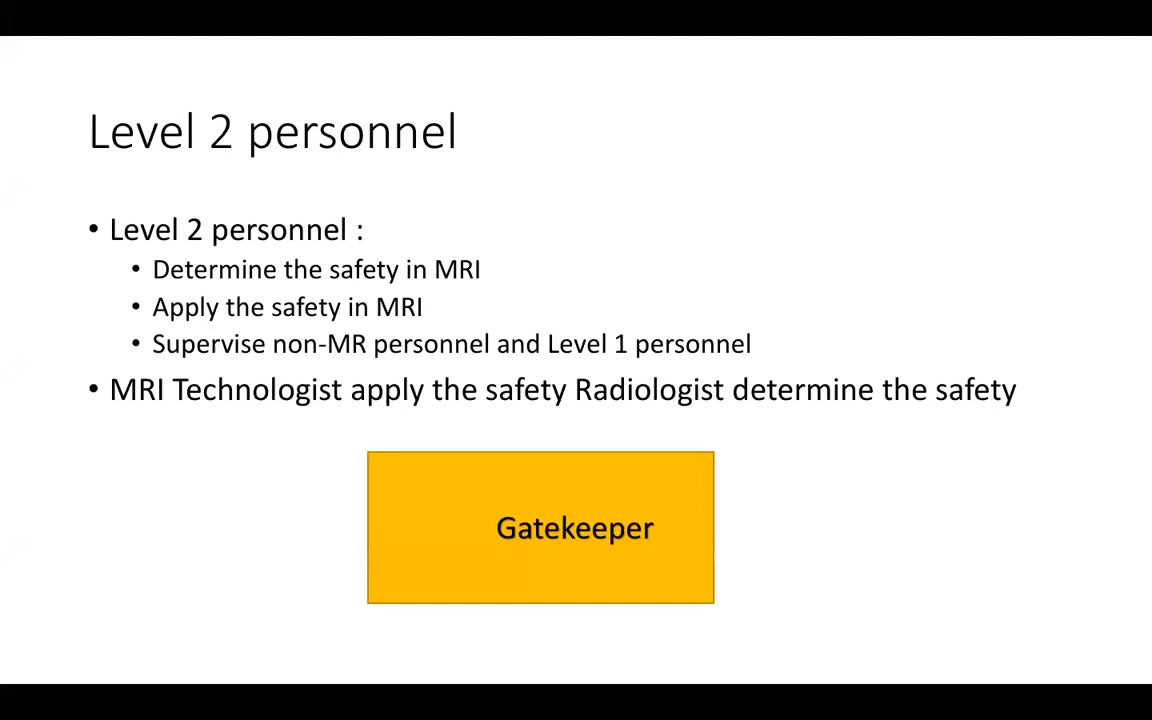 Level 2 personnel
• Level 2 personnel :
• Determine the safety in MRI
• Apply the safety in MRI
• Supervise non-MR personnel and Level 1 personnel
• MRI Technologist apply the safety Radiologist determine the safety
Gatekeeper